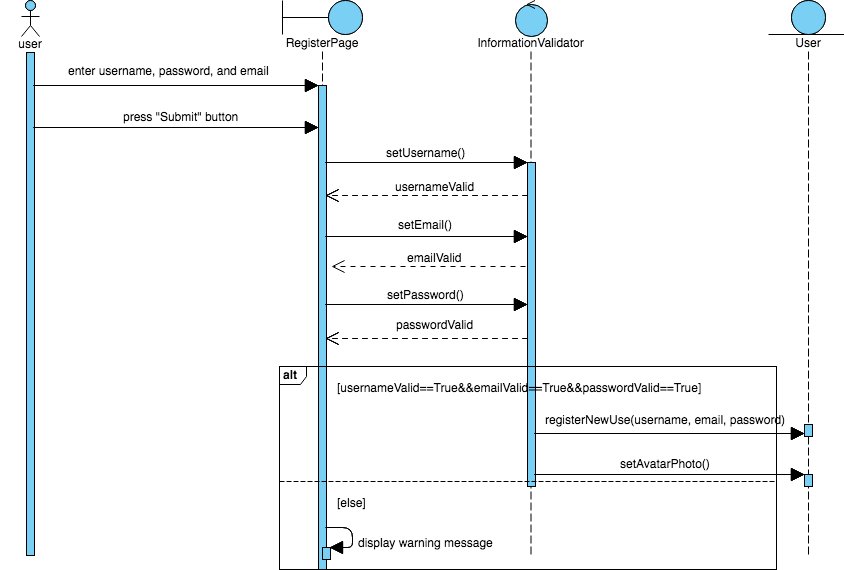 user
RegisterPage
InformationValidator
User
enter username, password, and email
press "Submit" button
setUsername()
usernameValid
setEmail()
emailValid
setPassword()
passwordValid
alt
[usernameValid==True&&emailValid==True&&passwordValid==True]
registerNewUse(username, email, password)
setAvatarPhoto()
[else]
display warning message